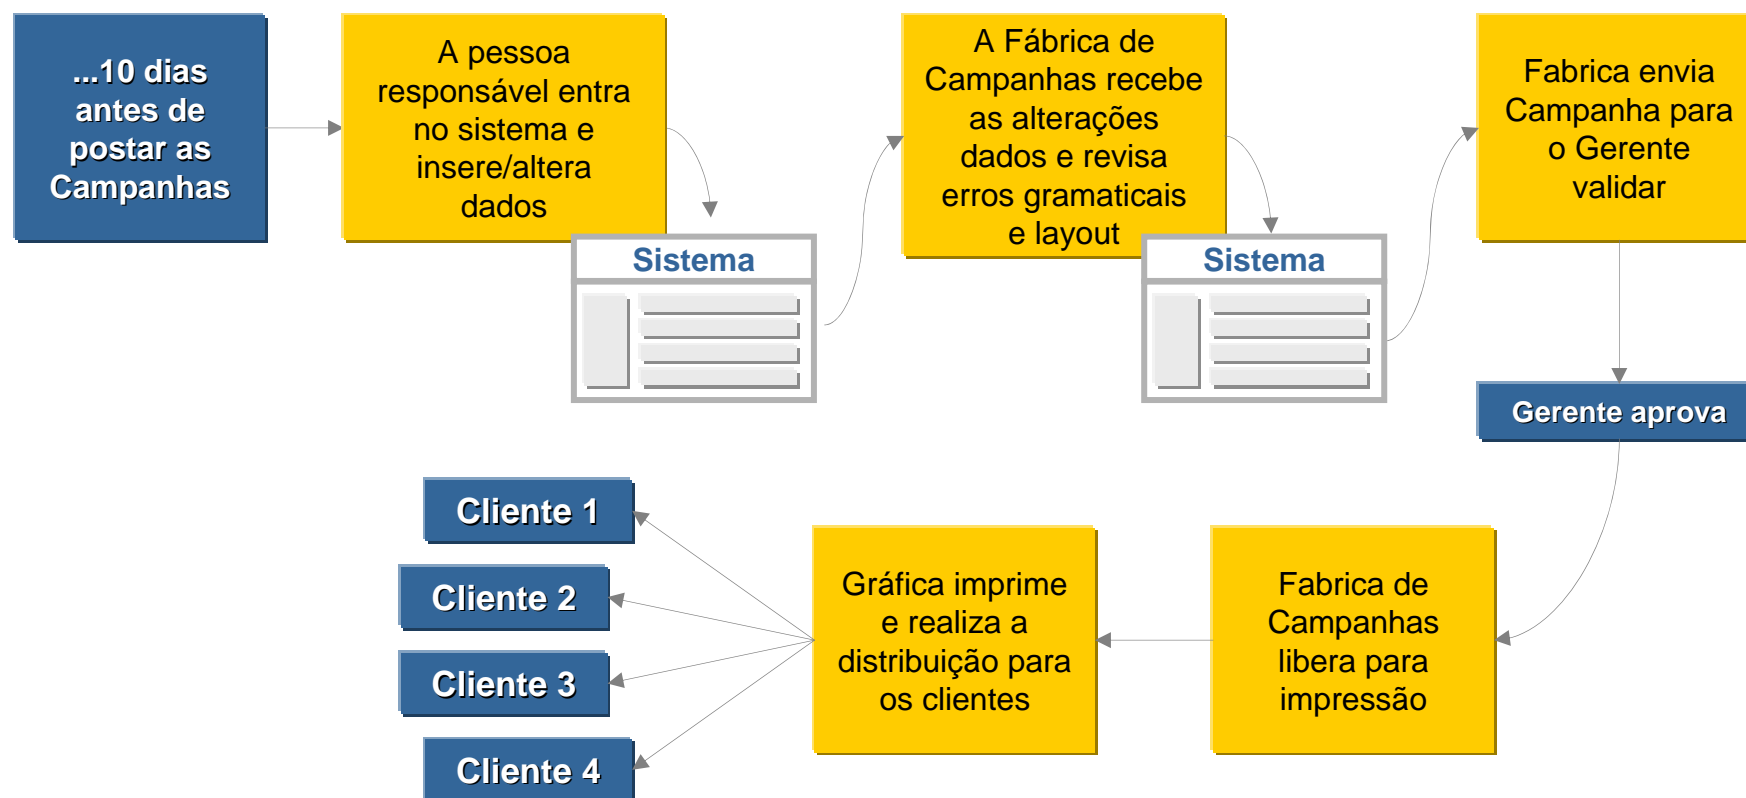 ...10 dias
antes de
postar as
Campanhas
A pessoa
responsável entra
no sistema e
insere/altera
dados
Sistema
A Fábrica de
Campanhas recebe
as alterações
dados e revisa
erros gramaticais
e layout
Sistema
Fabrica envia
Campanha para
o Gerente
validar
Gerente aprova
Fabrica de
Campanhas
libera para
impressão
Gráfica imprime
e realiza a
distribuição para
os clientes
Cliente 1
Cliente 2
Cliente 3
Cliente 4